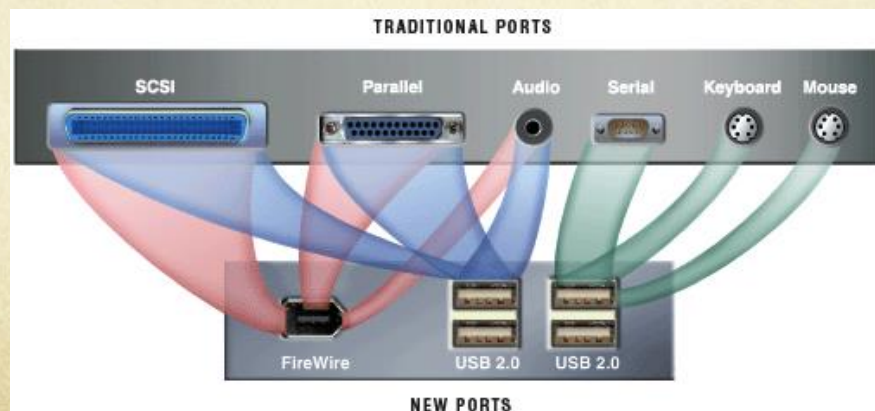 TRADITIONAL PORTS
SCSI Parallel Audio Serial Keyboard Mouse
FireWire USB 2.0 USB 2.0
NEW PORTS